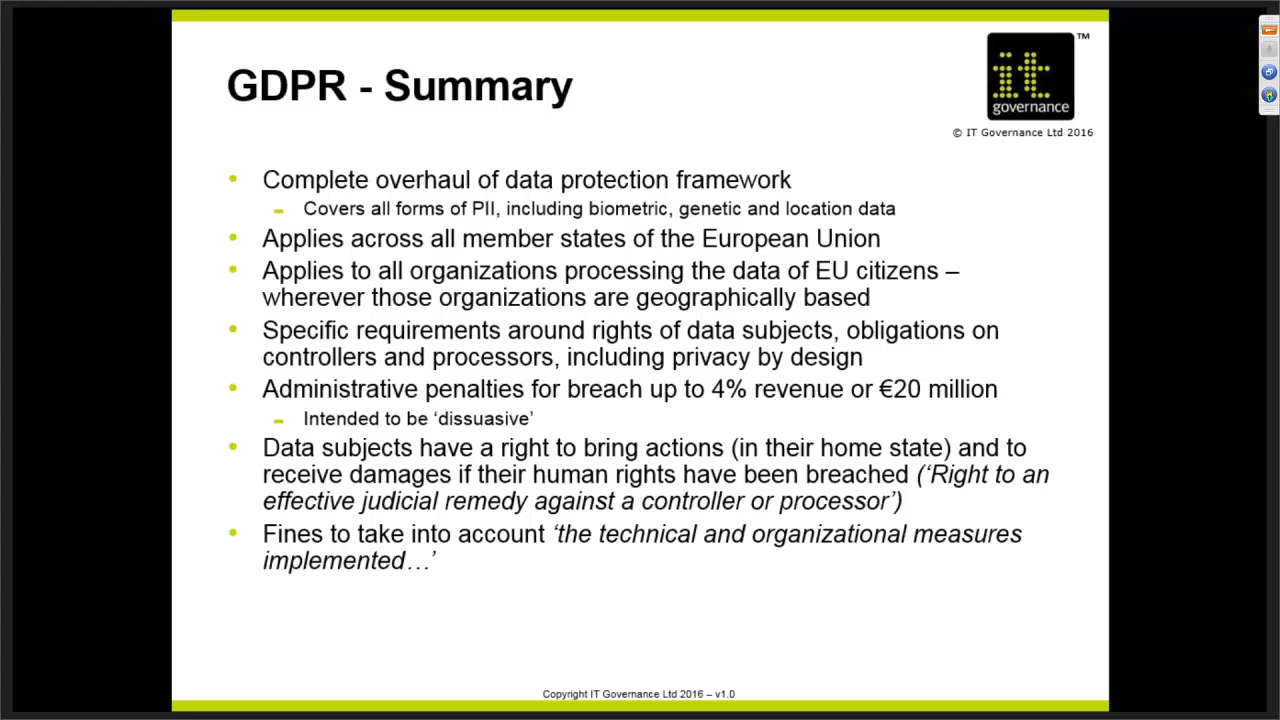 GDPR - Summary
it
governance
™
© IT Governance Ltd 2016
• Complete overhaul of data protection framework
– Covers all forms of PII, including biometric, genetic and location data
• Applies across all member states of the European Union
• Applies to all organizations processing the data of EU citizens –
wherever those organizations are geographically based
• Specific requirements around rights of data subjects, obligations on
controllers and processors, including privacy by design
• Administrative penalties for breach up to 4% revenue or €20 million
– Intended to be ‘dissuasive’
• Data subjects have a right to bring actions (in their home state) and to
receive damages if their human rights have been breached (‘Right to an
effective judicial remedy against a controller or processor’)
• Fines to take into account ‘the technical and organizational measures
implemented…’
Copyright IT Governance Ltd 2016 – v1.0